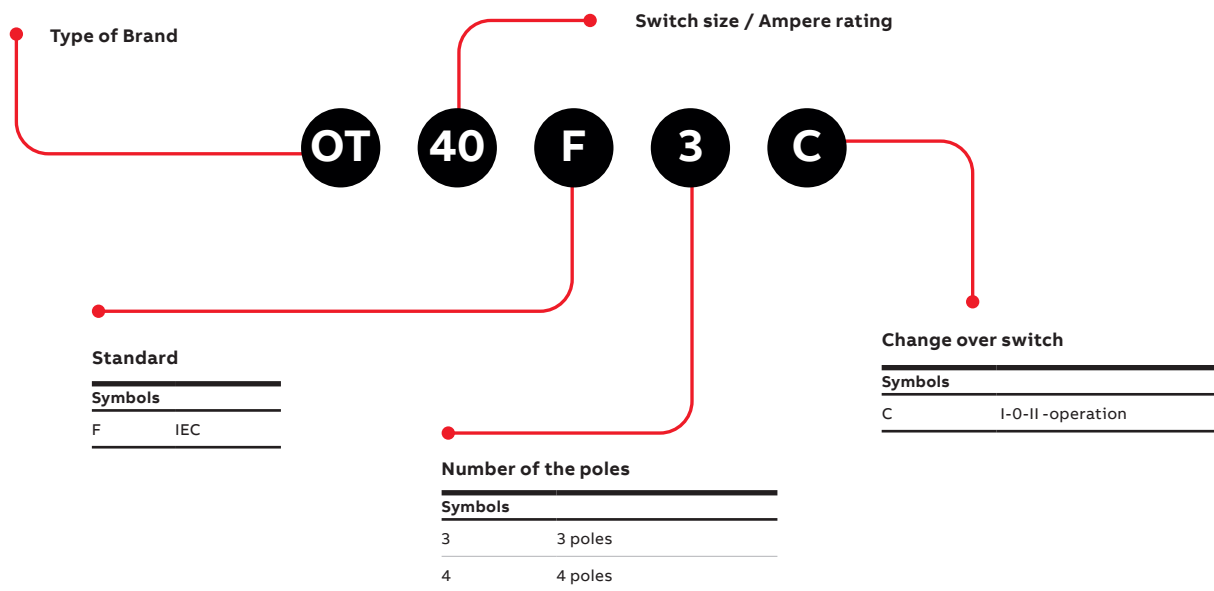 Type of Brand
Switch size / Ampere rating
OT 40 F 3 C
Standard
Symbols
F IEC
Number of the poles
Symbols
3 3 poles
4 4 poles
Change over switch
Symbols
C I-0-II -operation